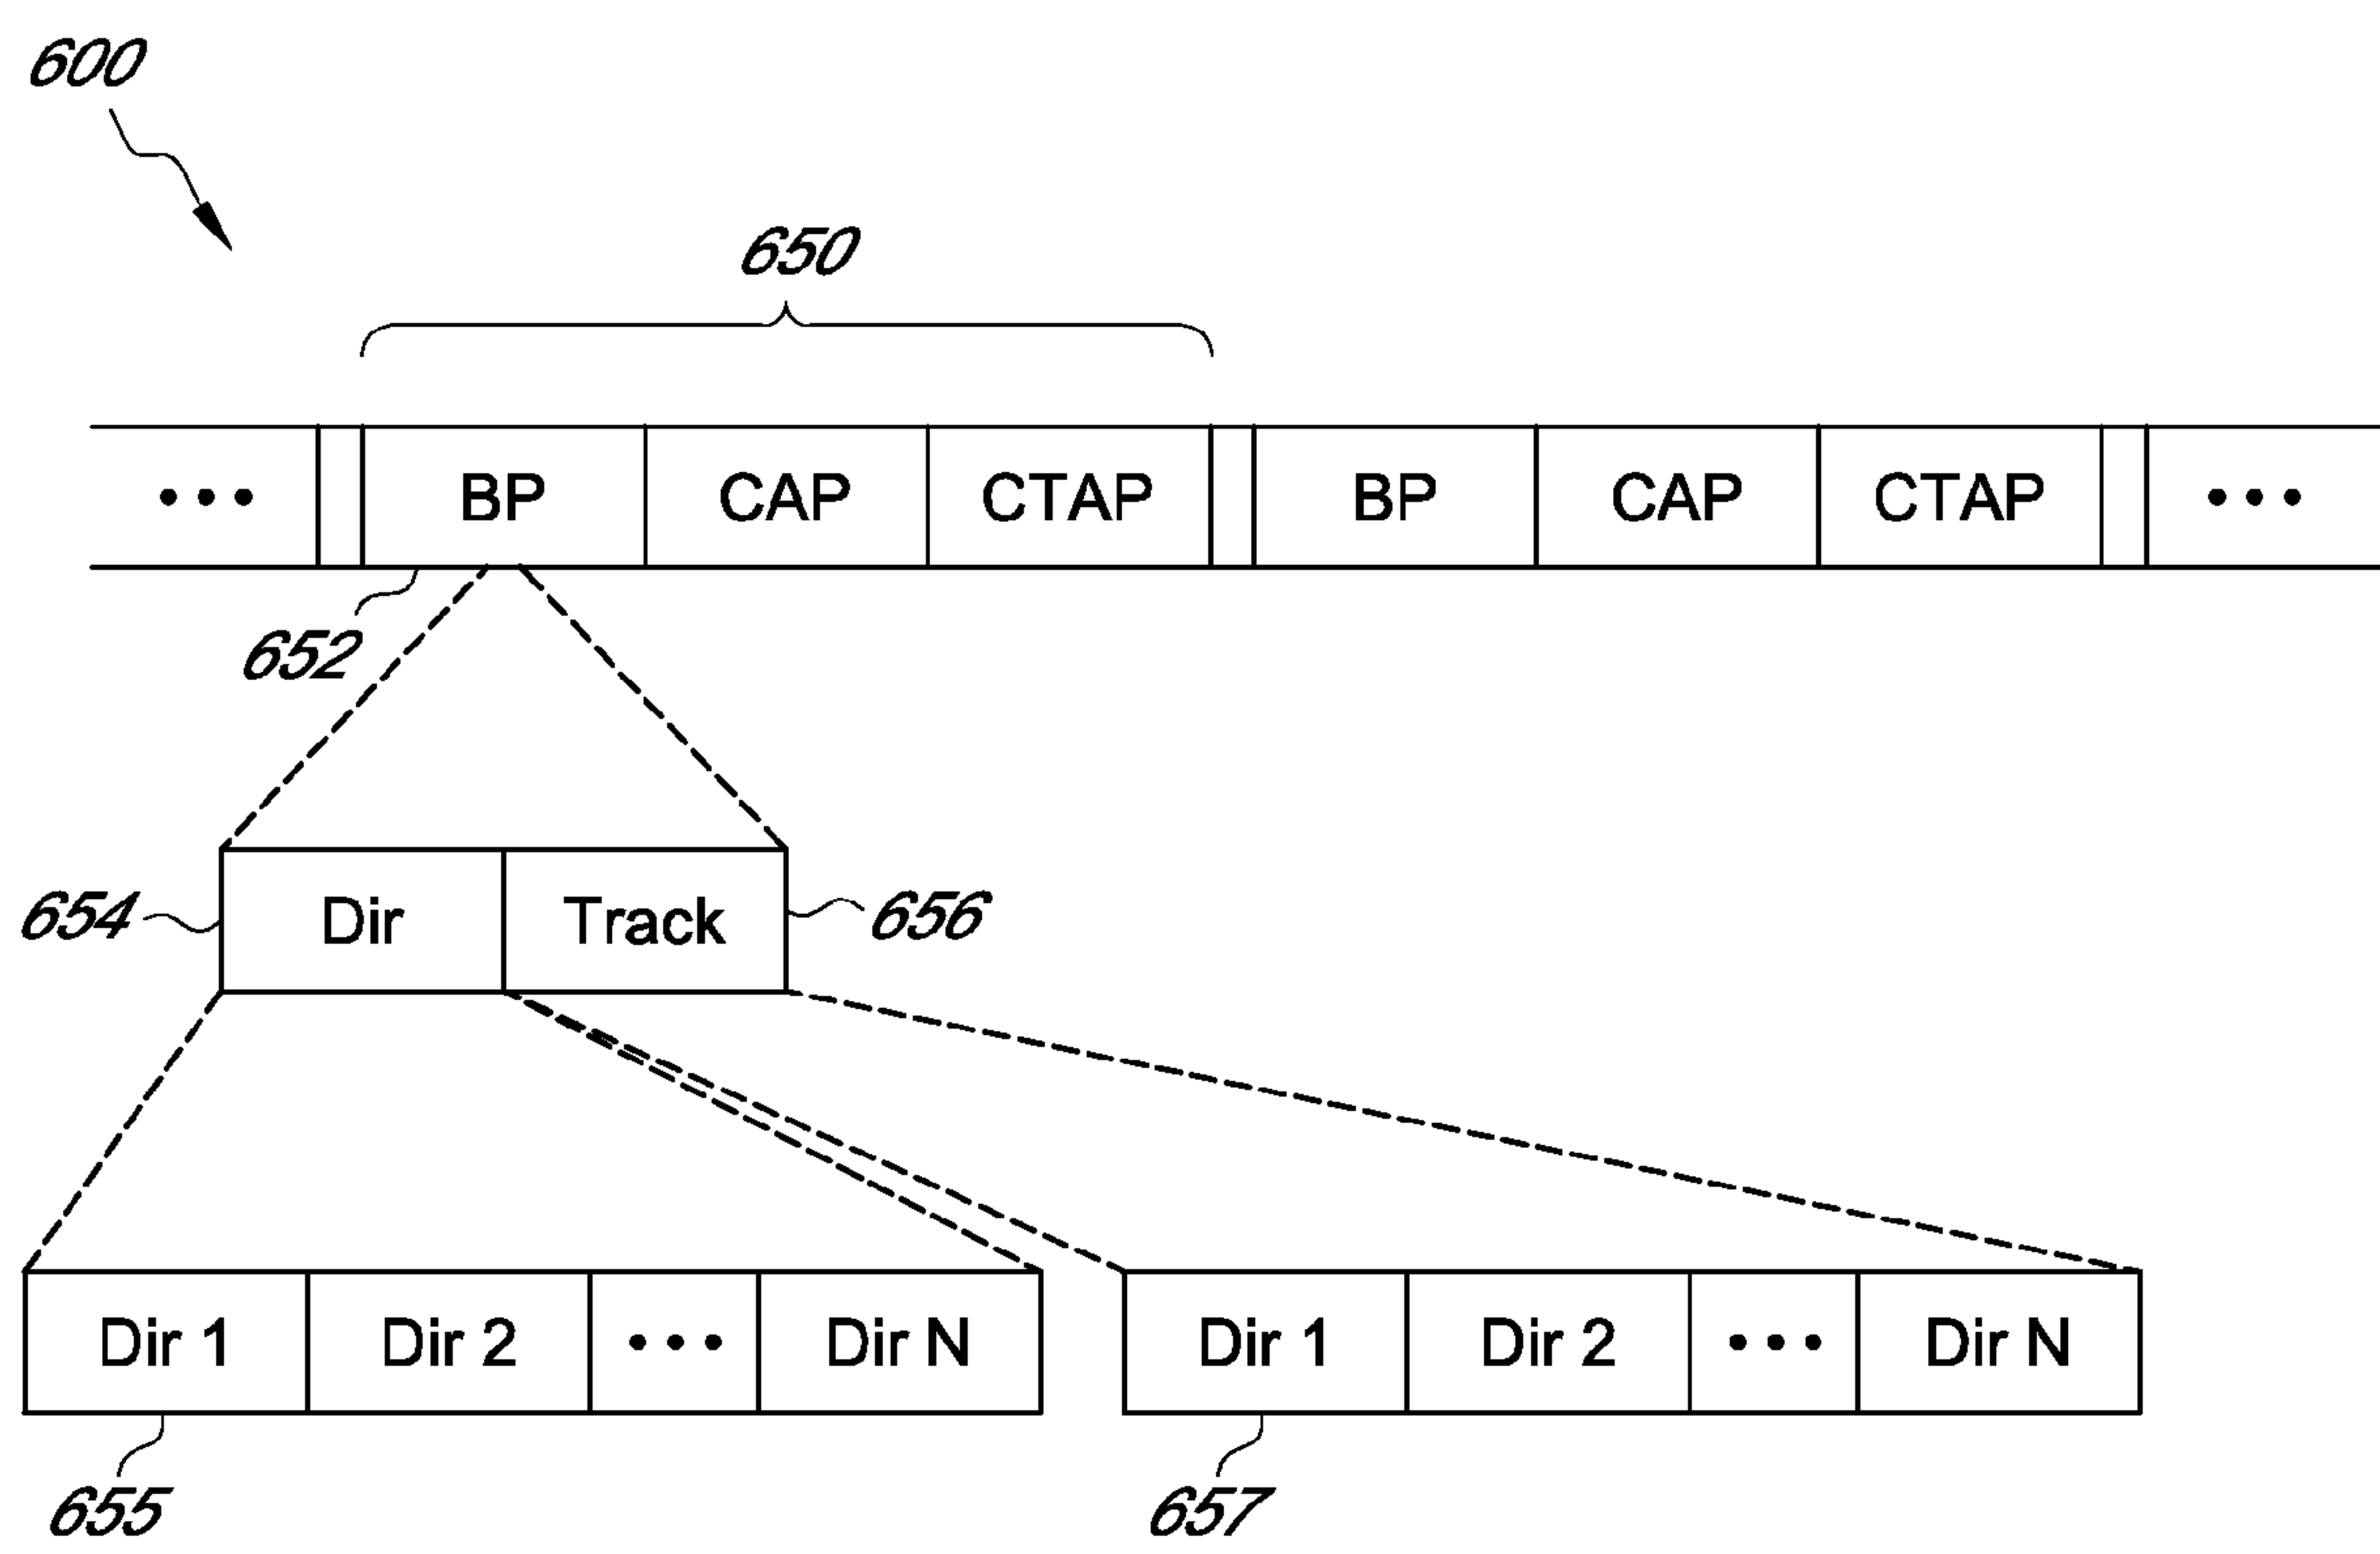 600
650
••• BP CAP CTAP BP CAP CTAP •••
652
654 Dir Track 656
Dir 1 Dir 2 ••• Dir N Dir 1 Dir 2 ••• Dir N
655 657